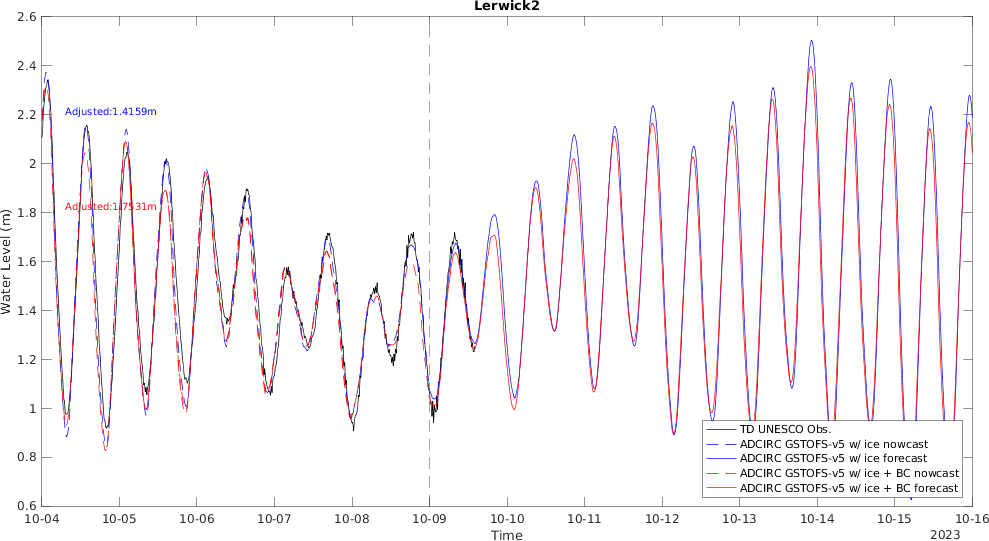 Lerwick2
2.6
2.4
2.2
2
1.8
1.6
1.4
1.2
1
0.8
0.6
Water Level (m)
Adjusted:1.4159m
Adjusted:1.7531m
TD UNESCO Obs.
ADCIRC GSTOFS-v5 w/ ice nowcast
ADCIRC GSTOFS-v5 w/ ice forecast
ADCIRC GSTOFS-v5 w/ ice + BC nowcast
ADCIRC GSTOFS-v5 w/ ice + BC forecast
10-04 10-05 10-06 10-07 10-08 10-09 10-10 10-11 10-12 10-13 10-14 10-15 10-16
Time
2023